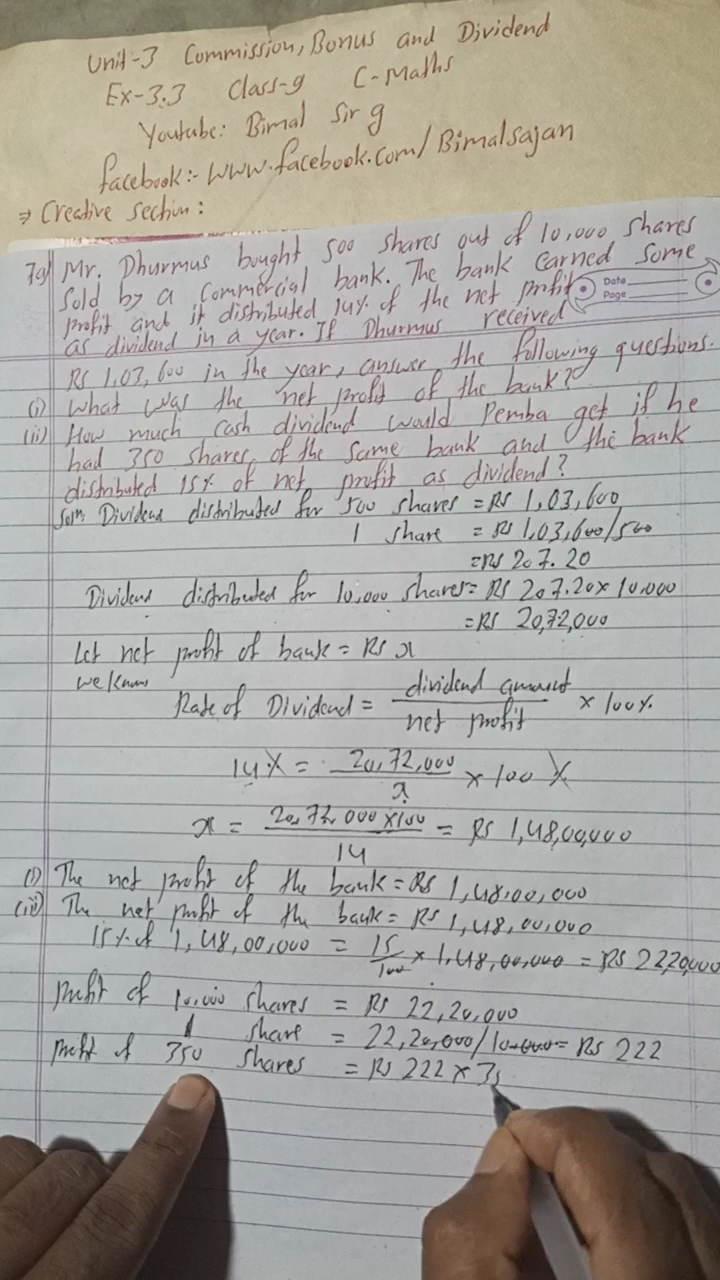 Unit-3 Commission, Bonus and Dividend
Ex-3.3 Class-9 C-Maths
Youtube: Bimal Sir g
facebook:- www.facebook.com/Bimalsajan
⇒ Creative section:
7a) Mr. Dhurmus bought 500 shares out of 10,000 shares
sold by a commercial bank. The bank earned some
profit and it distributed 14% of the net profit
Date
Page
as dividend in a year. If Dhurmus received
RS 1,03,600 in the year, answer the following questions.
(i) What was the net profit of the bank?
(ii) How much cash dividend would Pemba get if he
had 350 shares of the same bank and the bank
distributed 15% of net profit as dividend?
Solⁿ, Dividend distributed for 500 shares = RS 1,03,600
1 share = RS 1,03,600/500
= RS 207.20
Dividend distributed for 10,000 shares = RS 207.20 x 10,000
= RS 20,72,000
Let net profit of bank = RS x
we know
Rate of Dividend = dividend amount / net profit x 100%
14% = 20,72,000 / x x 100%
x = 20,72,000 x 100 / 14 = RS 1,48,00,000
(i) The net profit of the bank = RS 1,48,00,000
(ii) The net profit of the bank = RS 1,48,00,000
15% of 1,48,00,000 = 15/100 x 1,48,00,000 = RS 2220,000
profit of 10,000 shares = RS 22,20,000
1 share = 22,20,000/10,000 = RS 222
profit of 350 shares = RS 222 x 35